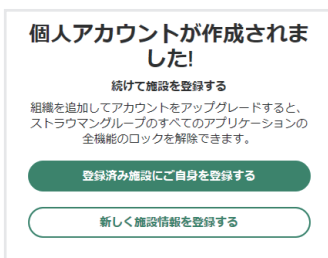 個人アカウントが作成されま
した!
続けて施設を登録する
組織を追加してアカウントをアップグレードすると、
ストラウマングループのすべてのアプリケーションの
全機能のロックを解除できます。
登録済み施設にご自身を登録する
新しく施設情報を登録する